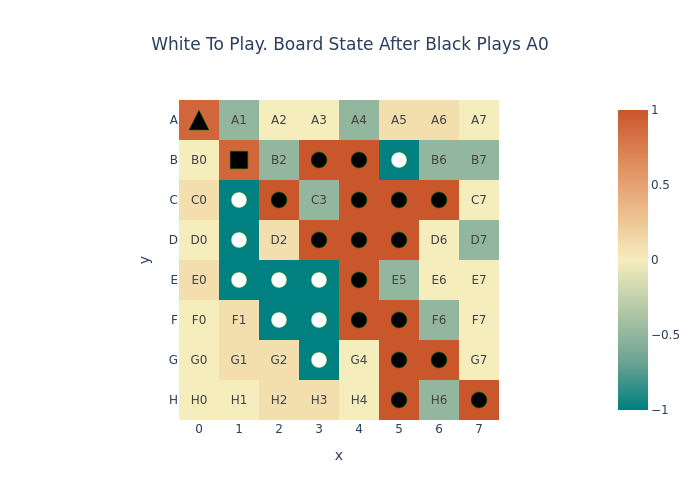 White To Play. Board State After Black Plays A0
A A1 A2 A3 A4 A5 A6 A7 1
B B0 B2 B6 B7
C C0 C3 C7 0.5
D D0 D2 D6 D7 0
y
E E0 E5 E6 E7
F F0 F1 F6 F7 −0.5
G G0 G1 G2 G4 G7
H H0 H1 H2 H3 H4 H6 −1
0 1 2 3 4 5 6 7
x